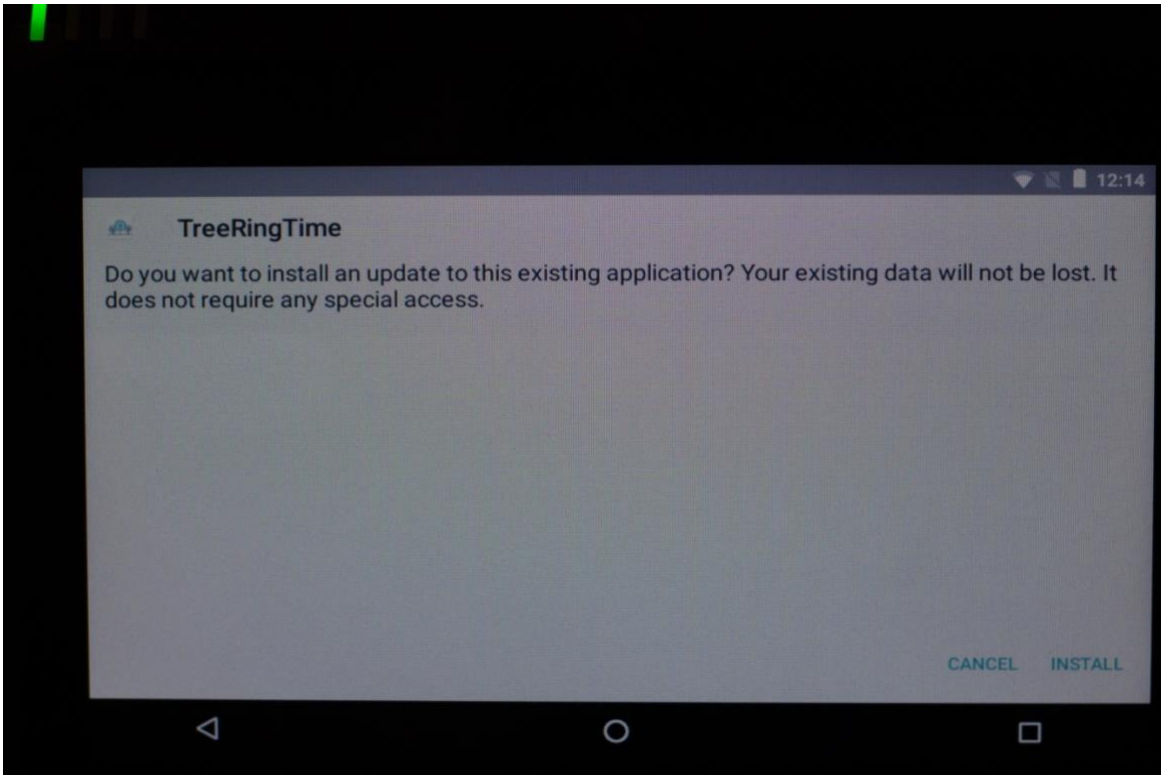 12:14
TreeRingTime
Do you want to install an update to this existing application? Your existing data will not be lost. It
does not require any special access.
CANCEL INSTALL